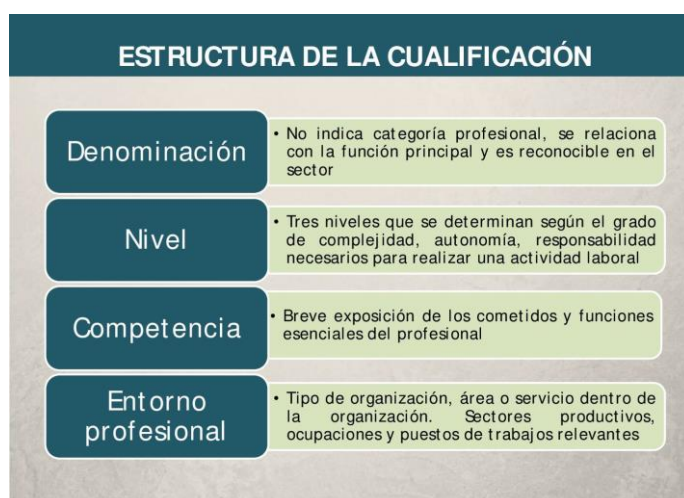 ESTRUCTURA DE LA CUALIFICACIÓN
Denominación
• No indica categoría profesional, se relaciona
con la función principal y es reconocible en el
sector
Nivel
• Tres niveles que se determinan según el grado
de complejidad, autonomía, responsabilidad
necesarios para realizar una actividad laboral
Competencia
• Breve exposición de los cometidos y funciones
esenciales del profesional
Entorno
profesional
• Tipo de organización, área o servicio dentro de
la organización. Sectores productivos,
ocupaciones y puestos de trabajos relevantes